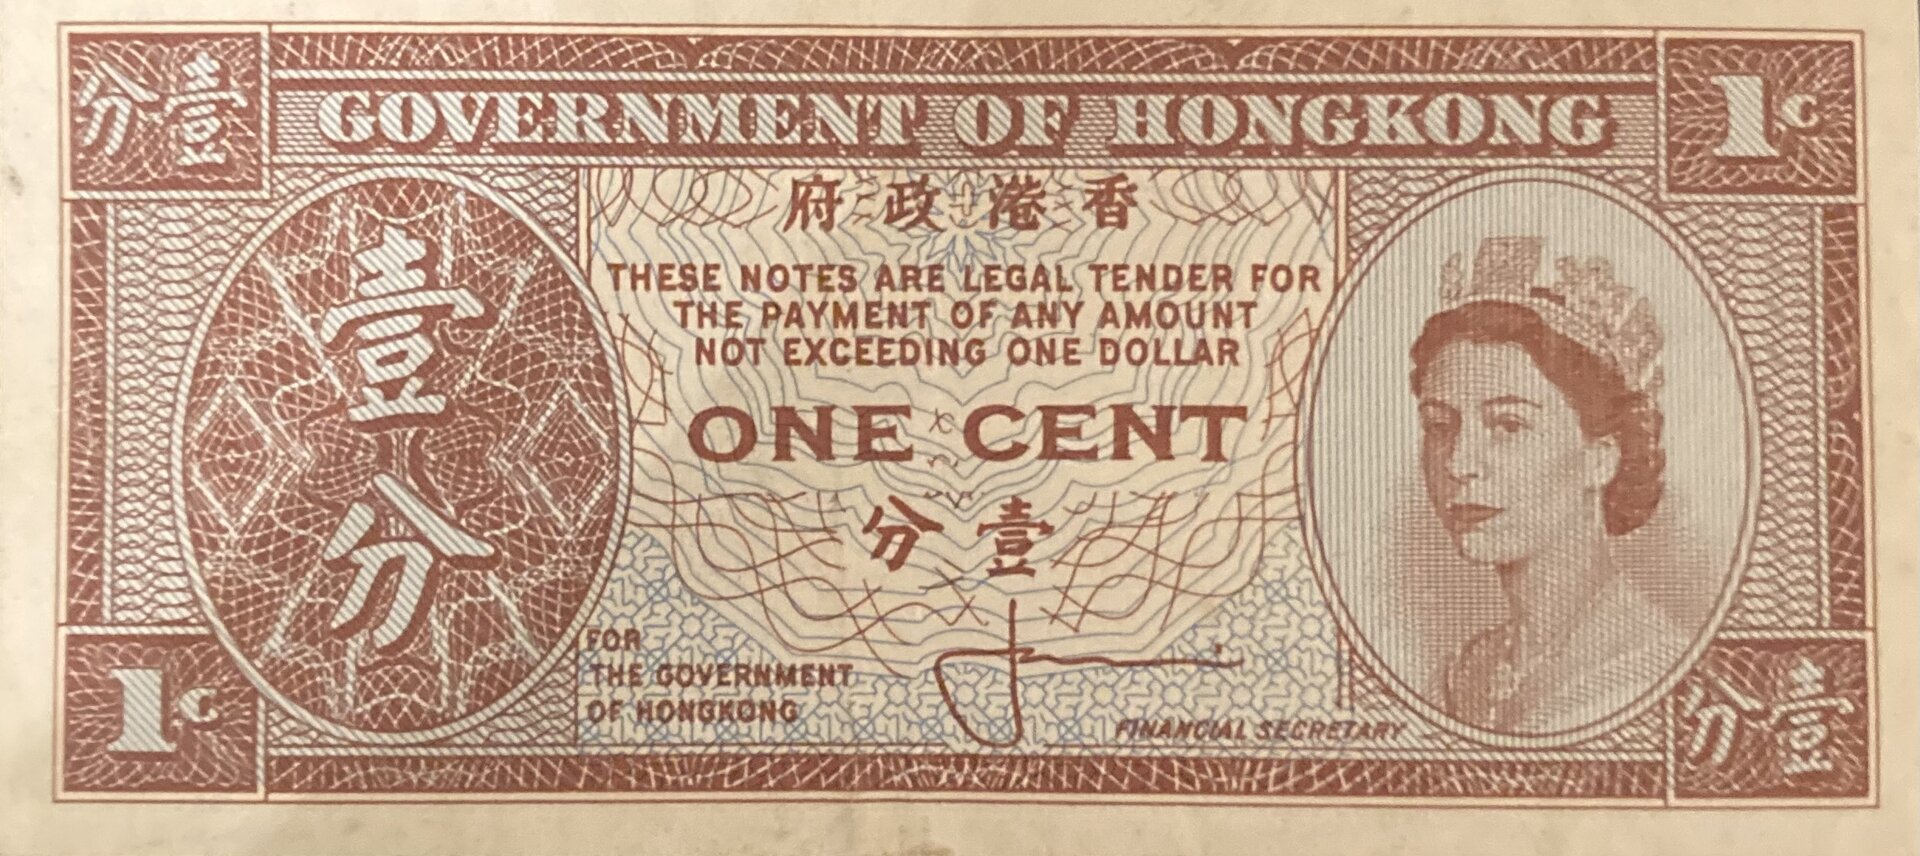 分壹
GOVERNMENT OF HONGKONG
1c
府政港香
THESE NOTES ARE LEGAL TENDER FOR
THE PAYMENT OF ANY AMOUNT
NOT EXCEEDING ONE DOLLAR
壹
分
ONE CENT
分壹
FOR
THE GOVERNMENT
OF HONGKONG
FINANCIAL SECRETARY
1c
分壹